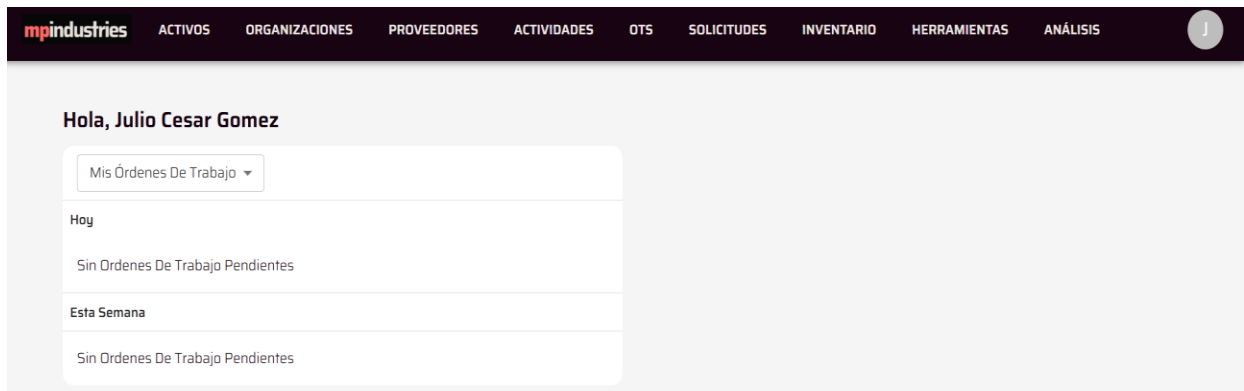 mpindustries ACTIVOS ORGANIZACIONES PROVEEDORES ACTIVIDADES OTS SOLICITUDES INVENTARIO HERRAMIENTAS ANÁLISIS J
Hola, Julio Cesar Gomez
Mis Órdenes De Trabajo
Hoy
Sin Ordenes De Trabajo Pendientes
Esta Semana
Sin Ordenes De Trabajo Pendientes